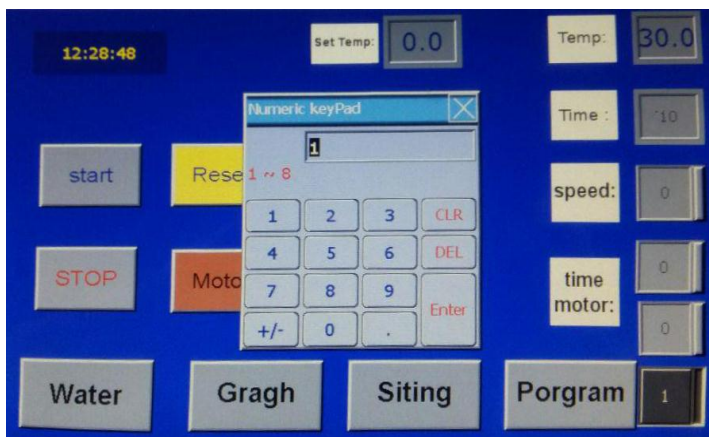 12:28:48
Set Temp: 0.0
Temp: 30.0
Numeric keyPad
Time : 10
1
1 ~ 8
start
Rese
speed: 0
1 2 3 CLR
4 5 6 DEL
STOP
Moto
7 8 9
Enter
+/- 0 .
time
motor:
0
0
Water
Gragh
Siting
Porgram
1